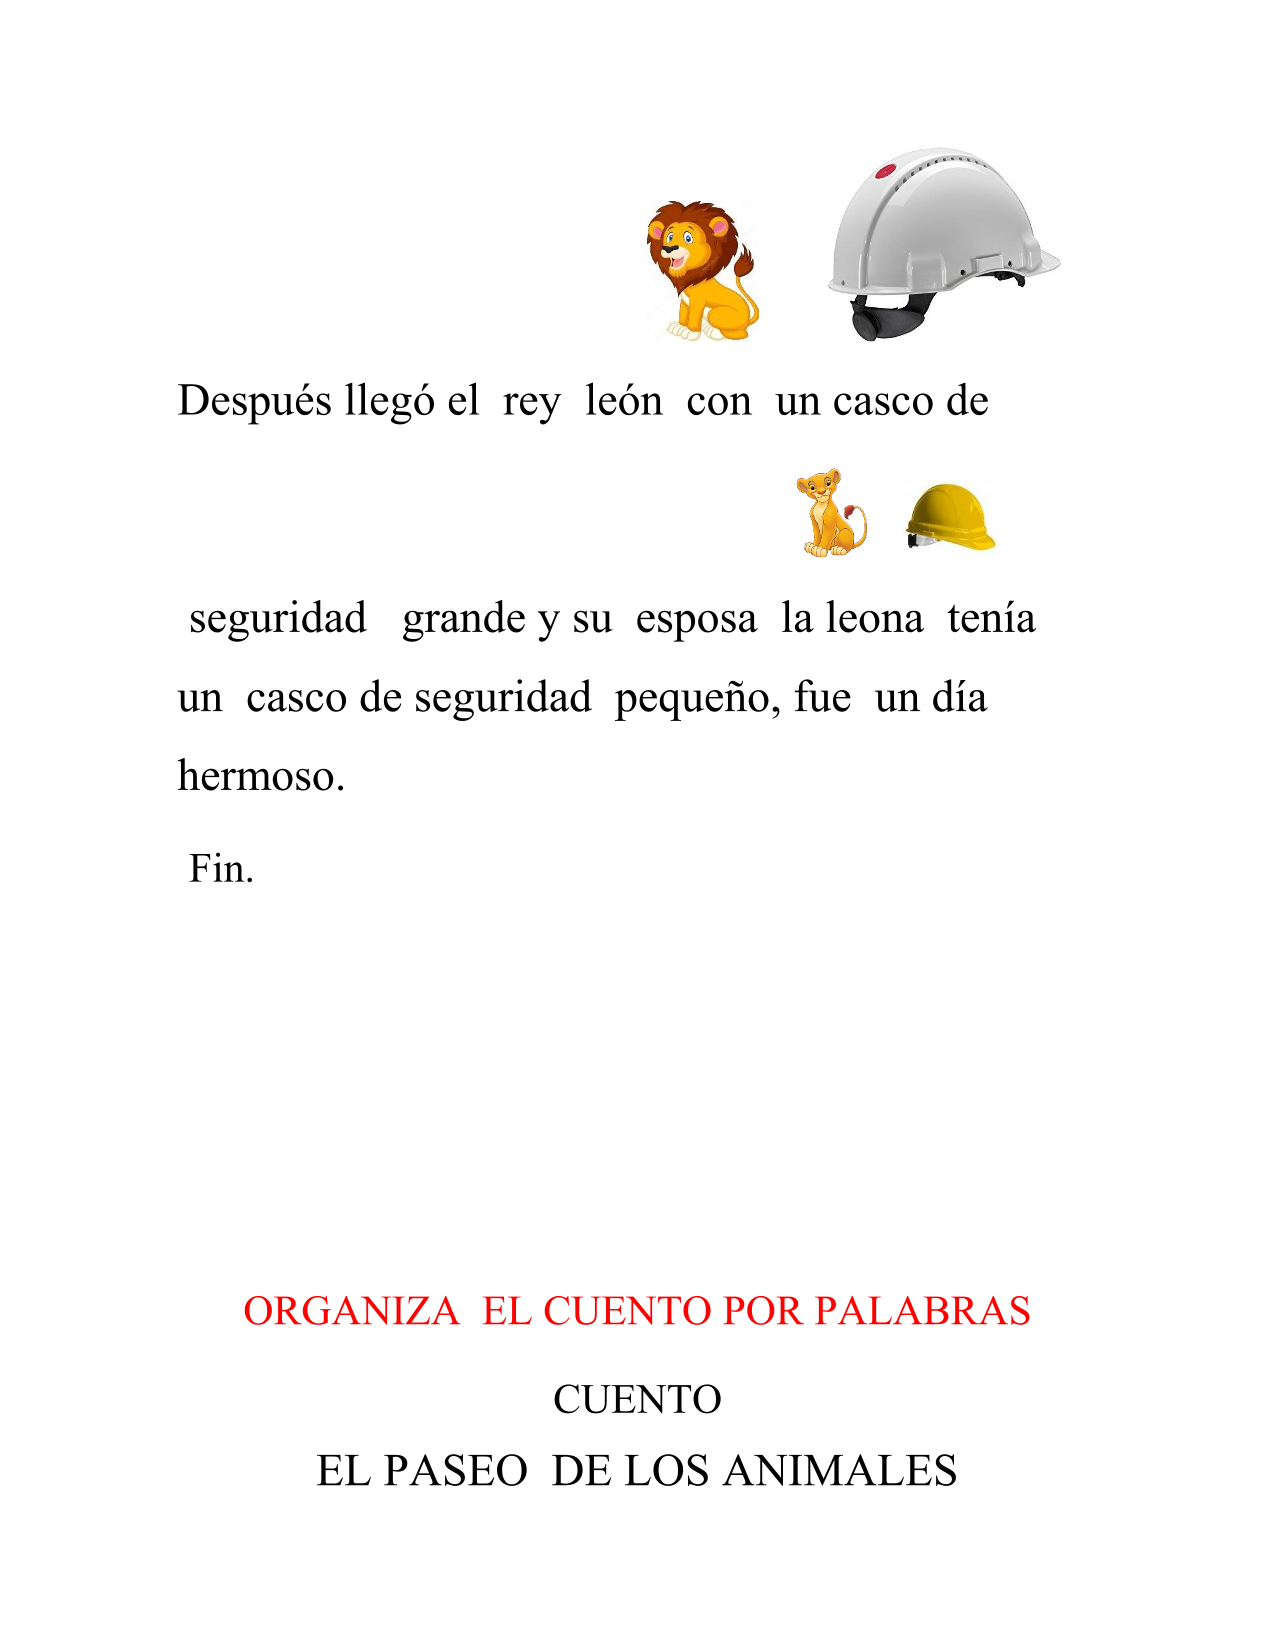 Después llegó el rey león con un casco de
seguridad grande y su esposa la leona tenía
un casco de seguridad pequeño, fue un día
hermoso.
Fin.
ORGANIZA EL CUENTO POR PALABRAS
CUENTO
EL PASEO DE LOS ANIMALES